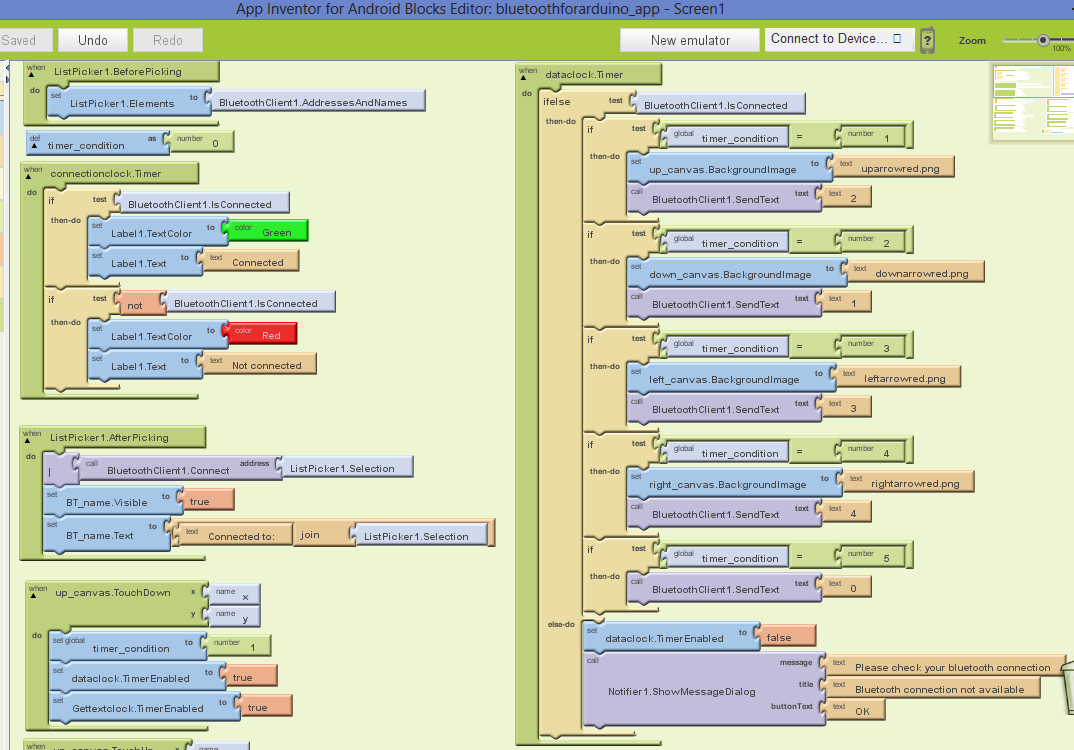 App Inventor for Android Blocks Editor: bluetoothforarduino_app - Screen1
Saved Undo Redo New emulator Connect to Device... Zoom
100%
when ListPicker1.BeforePicking
do set ListPicker1.Elements to BluetoothClient1.AddressesAndNames
def timer_condition as number 0
when connectionclock.Timer
do if test BluetoothClient1.IsConnected
then-do set Label1.TextColor to color Green
set Label1.Text to text Connected
if test not BluetoothClient1.IsConnected
then-do set Label1.TextColor to color Red
set Label1.Text to text Not connected
when ListPicker1.AfterPicking
do call BluetoothClient1.Connect address ListPicker1.Selection
set BT_name.Visible to true
set BT_name.Text to text Connected to: join ListPicker1.Selection
when up_canvas.TouchDown x name x
y name y
do set global timer_condition to number 1
set dataclock.TimerEnabled to true
set Gettextclock.TimerEnabled to true
when up_canvas.TouchUp x name
when dataclock.Timer
do ifelse test BluetoothClient1.IsConnected
then-do if test global timer_condition = number 1
then-do set up_canvas.BackgroundImage to text uparrowred.png
call BluetoothClient1.SendText text text 2
if test global timer_condition = number 2
then-do set down_canvas.BackgroundImage to text downarrowred.png
call BluetoothClient1.SendText text text 1
if test global timer_condition = number 3
then-do set left_canvas.BackgroundImage to text leftarrowred.png
call BluetoothClient1.SendText text text 3
if test global timer_condition = number 4
then-do set right_canvas.BackgroundImage to text rightarrowred.png
call BluetoothClient1.SendText text text 4
if test global timer_condition = number 5
then-do call BluetoothClient1.SendText text text 0
else-do set dataclock.TimerEnabled to false
call Notifier1.ShowMessageDialog message text Please check your bluetooth connection
title text Bluetooth connection not available
buttonText text OK